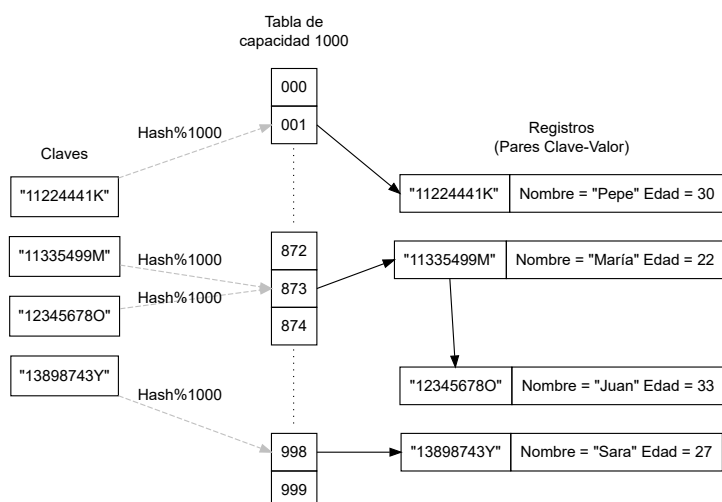 Tabla de
capacidad 1000
000
001
Hash%1000
Registros
(Pares Clave-Valor)
Claves
"11224441K"
"11224441K" Nombre = "Pepe" Edad = 30
872
"11335499M"
Hash%1000
"11335499M" Nombre = "María" Edad = 22
873
Hash%1000
"12345678O"
874
"13898743Y"
Hash%1000
"12345678O" Nombre = "Juan" Edad = 33
998
"13898743Y" Nombre = "Sara" Edad = 27
999